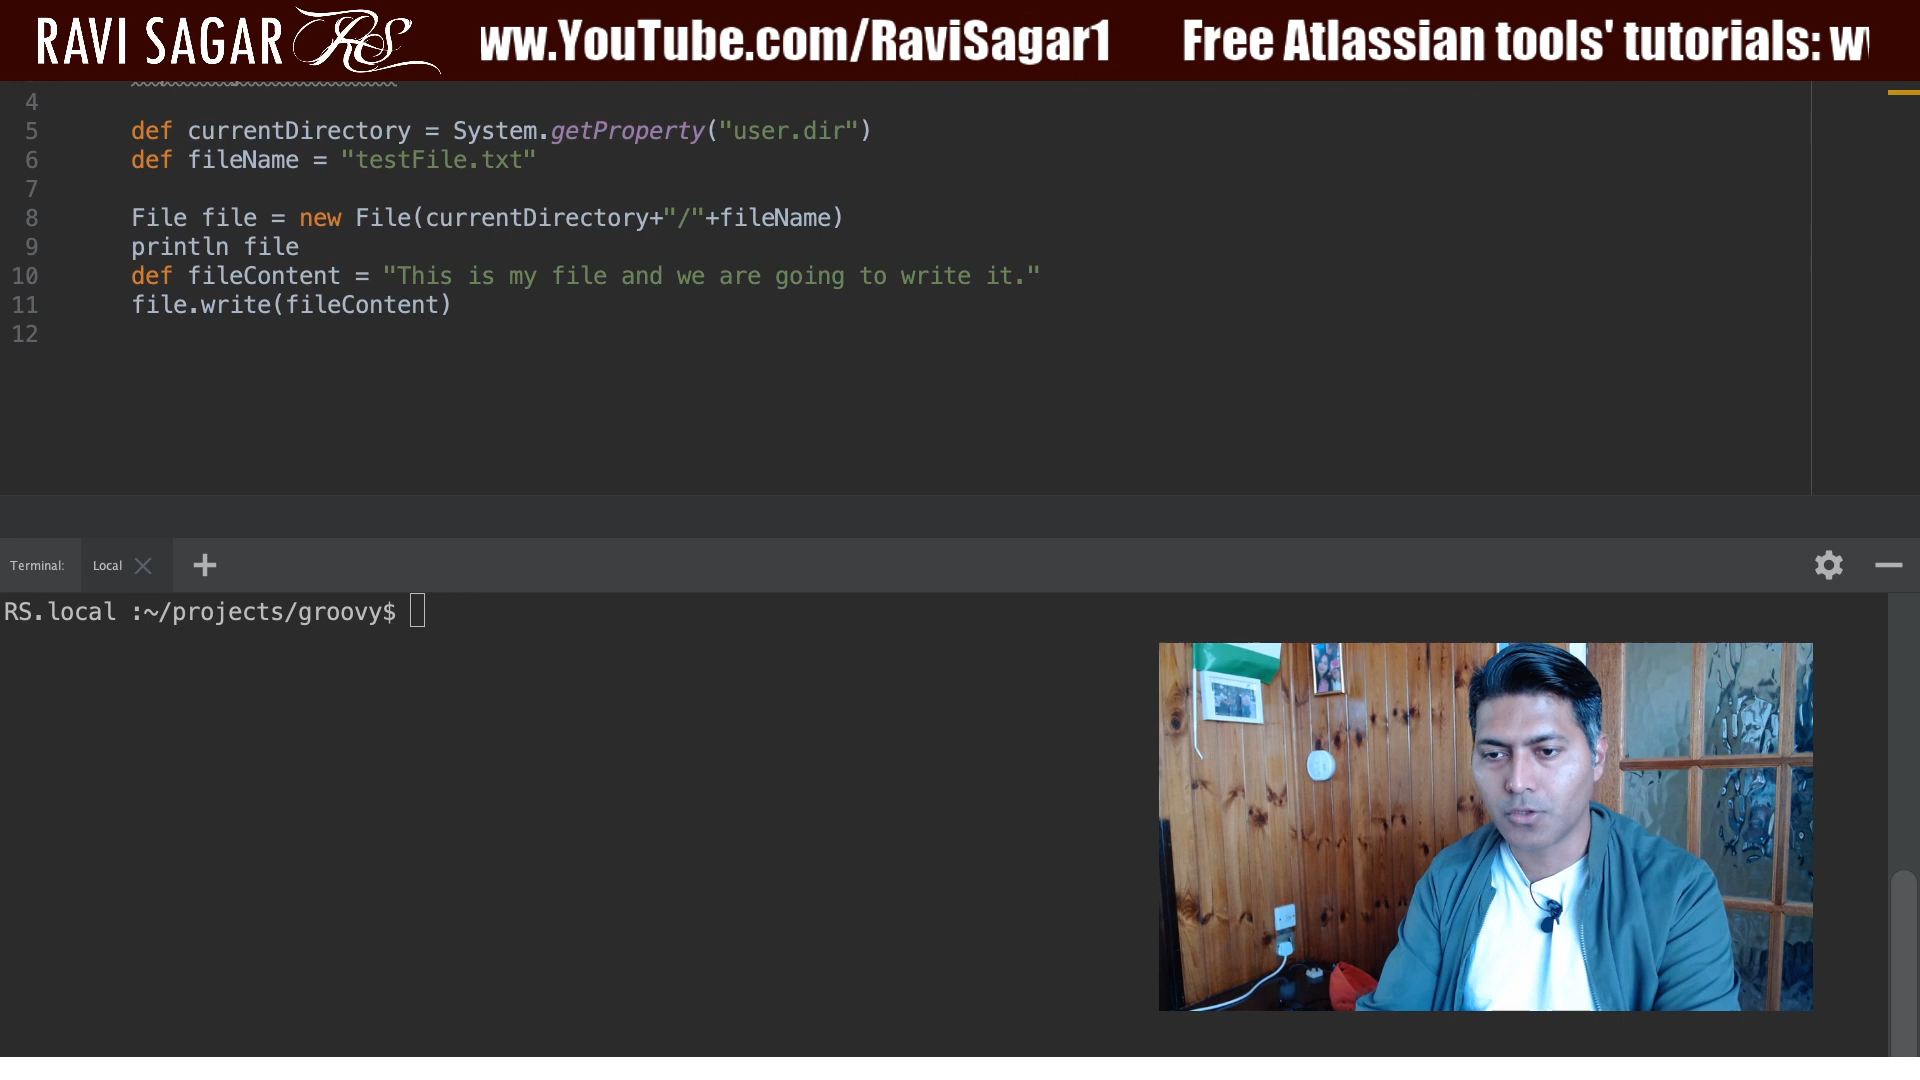 RAVI SAGAR RS ww.YouTube.com/RaviSagar1 Free Atlassian tools' tutorials: w
4
5 def currentDirectory = System.getProperty("user.dir")
6 def fileName = "testFile.txt"
7
8 File file = new File(currentDirectory+"/"+fileName)
9 println file
10 def fileContent = "This is my file and we are going to write it."
11 file.write(fileContent)
12
Terminal: Local
RS.local :~/projects/groovy$